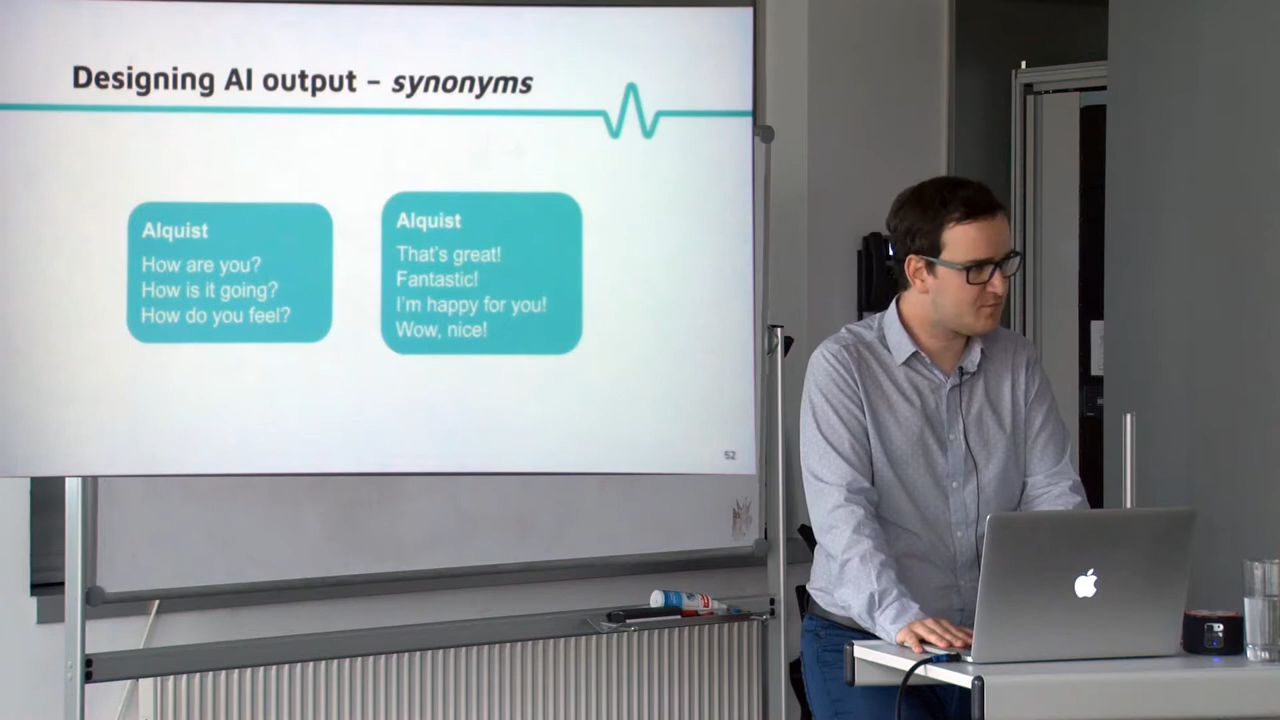 Designing AI output – synonyms
Alquist
How are you?
How is it going?
How do you feel?
Alquist
That's great!
Fantastic!
I'm happy for you!
Wow, nice!
52